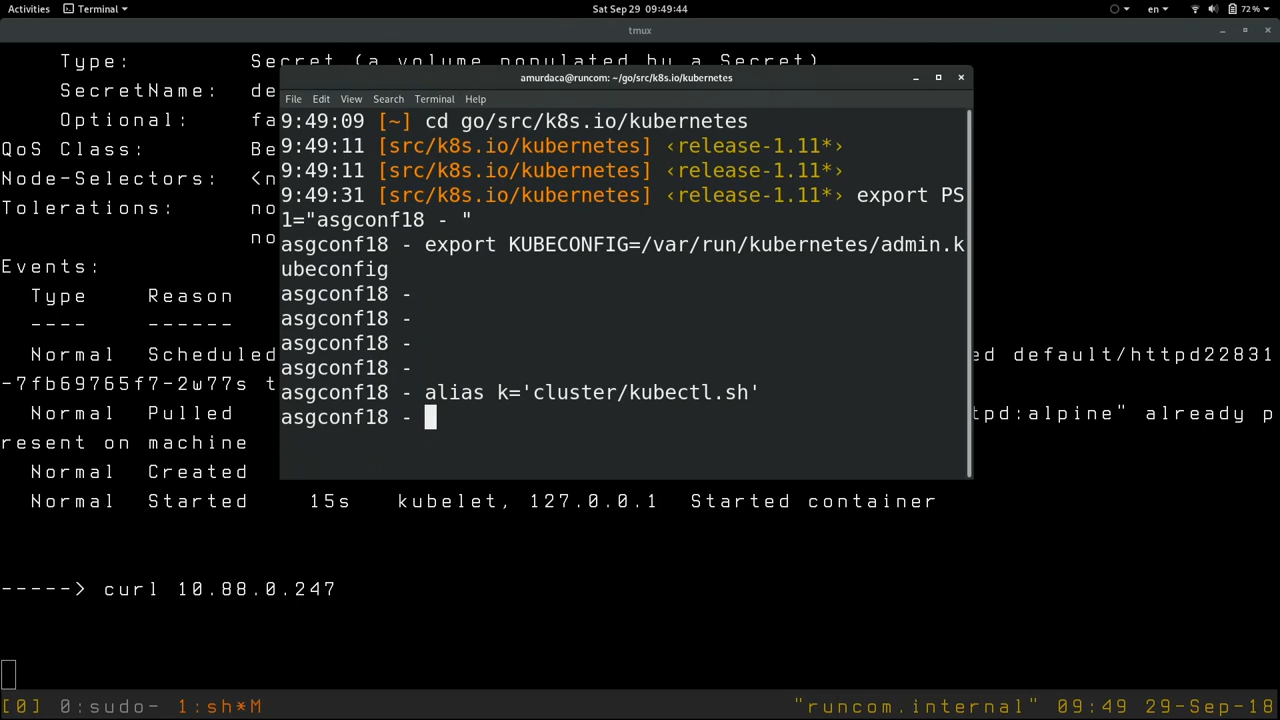 Activities Terminal Sat Sep 29 09:49:44 en 72%
tmux
Type: Secret (a volume populated by a Secret)
amurdaca@runcom: ~/go/src/k8s.io/kubernetes
SecretName: de
File Edit View Search Terminal Help
Optional: fa
9:49:09 [~] cd go/src/k8s.io/kubernetes
QoS Class: Be
9:49:11 [src/k8s.io/kubernetes] ‹release-1.11*›
Node-Selectors: <n
9:49:11 [src/k8s.io/kubernetes] ‹release-1.11*›
Tolerations: no
9:49:31 [src/k8s.io/kubernetes] ‹release-1.11*› export PS
1="asgconf18 - "
no
asgconf18 - export KUBECONFIG=/var/run/kubernetes/admin.k
Events:
ubeconfig
Type Reason
asgconf18 -
---- ------
asgconf18 -
asgconf18 -
Normal Scheduled ed default/httpd22831
asgconf18 -
-7fb69765f7-2w77s t
asgconf18 - alias k='cluster/kubectl.sh'
Normal Pulled tpd:alpine" already p
asgconf18 -
resent on machine
Normal Created
Normal Started 15s kubelet, 127.0.0.1 Started container
-----> curl 10.88.0.247
[0] 0:sudo- 1:sh*M "runcom.internal" 09:49 29-Sep-18